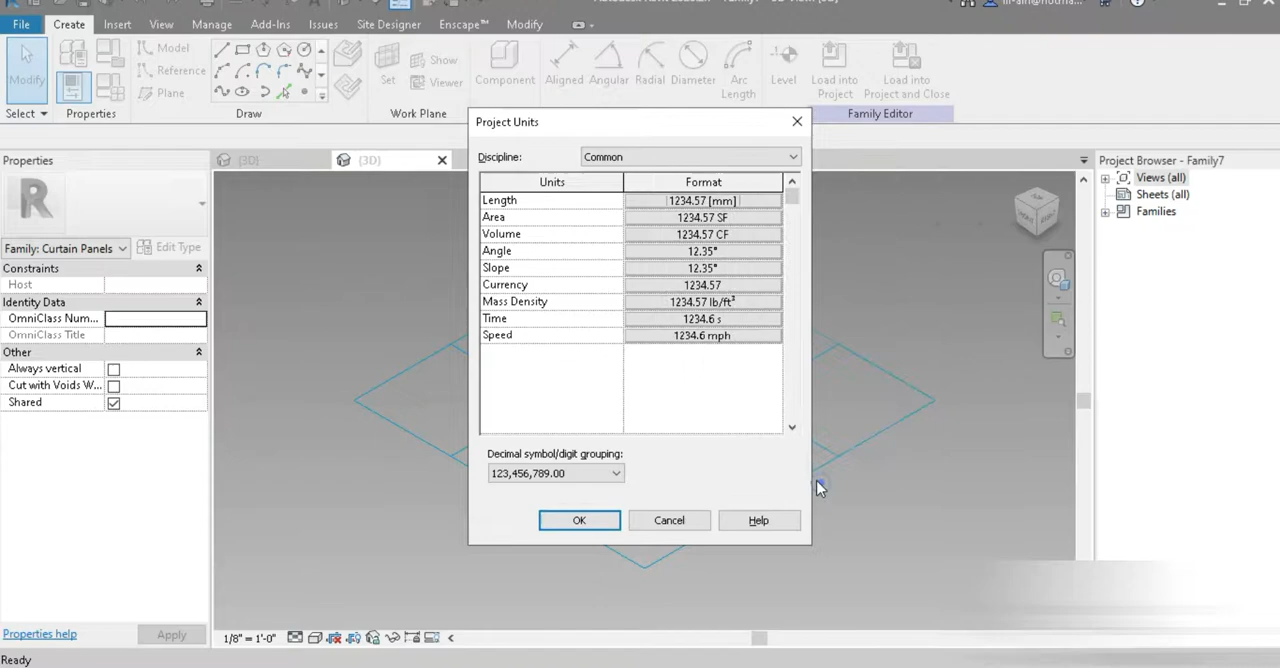 File Create Insert View Manage Add-Ins Issues Site Designer Enscape™ Modify
Modify
Model
Reference
Plane
Set
Show
Viewer
Component
Aligned Angular Radial Diameter Arc Length
Level
Load into Project
Load into Project and Close
Select Properties Draw Work Plane Family Editor
Properties
{3D}
{3D}
Project Browser - Family7
Views (all)
Sheets (all)
Families
R
Family: Curtain Panels
Edit Type
Constraints
Host
Identity Data
OmniClass Num...
OmniClass Title
Other
Always vertical
Cut with Voids W...
Shared
Properties help
Apply
Project Units
Discipline: Common
Units Format
Length 1234.57 [mm]
Area 1234.57 SF
Volume 1234.57 CF
Angle 12.35°
Slope 12.35°
Currency 1234.57
Mass Density 1234.57 lb/ft³
Time 1234.6 s
Speed 1234.6 mph
Decimal symbol/digit grouping:
123,456,789.00
OK Cancel Help
FRONT RIGHT
1/8" = 1'-0"
Ready